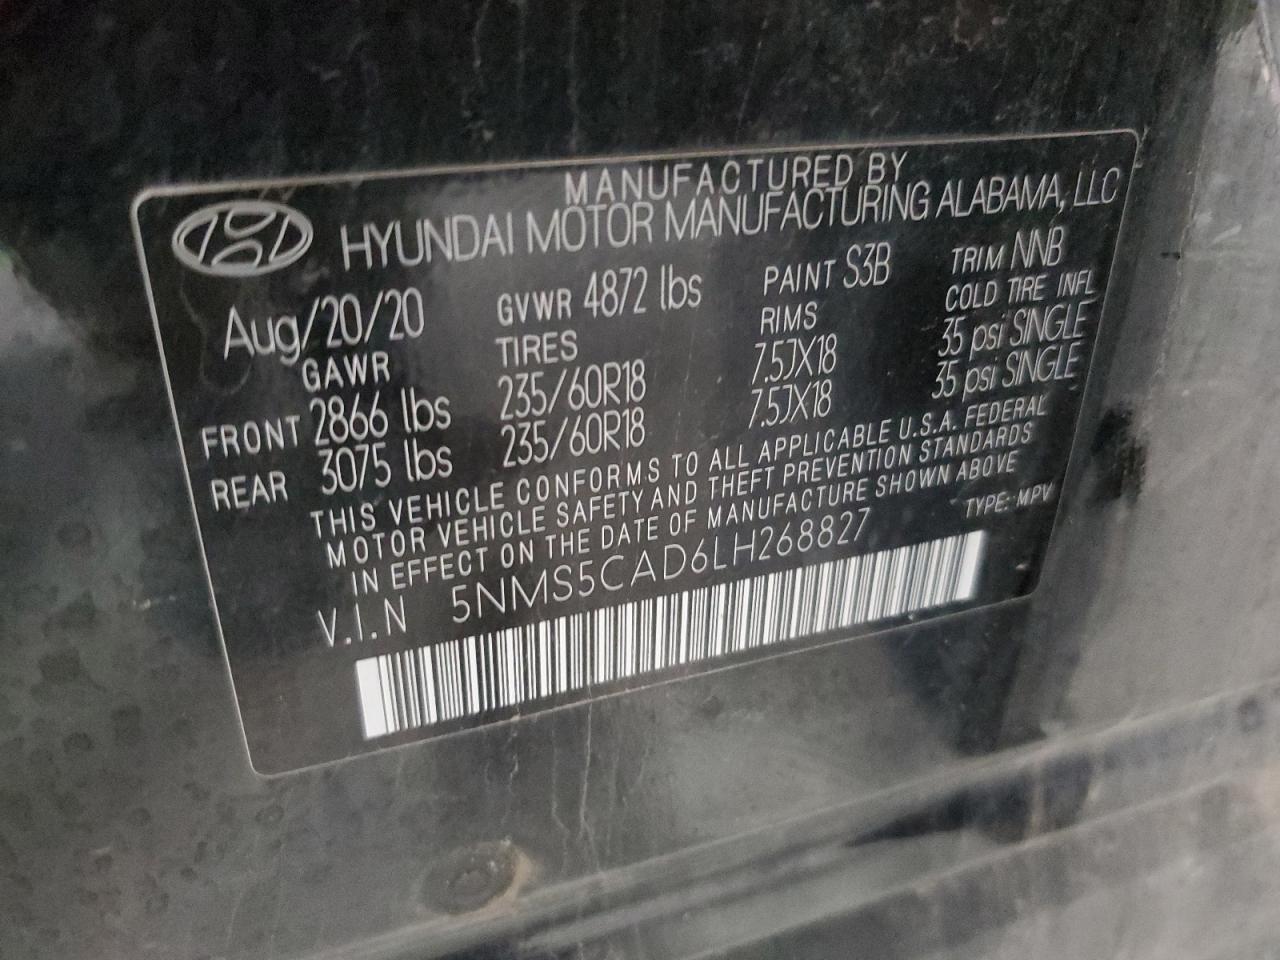 MANUFACTURED BY
HYUNDAI MOTOR MANUFACTURING ALABAMA, LLC
Aug/20/20 GVWR 4872 lbs PAINT S3B TRIM NNB
GAWR TIRES RIMS COLD TIRE INFL
FRONT 2866 lbs 235/60R18 7.5JX18 35 psi SINGLE
REAR 3075 lbs 235/60R18 7.5JX18 35 psi SINGLE
THIS VEHICLE CONFORMS TO ALL APPLICABLE U.S.A. FEDERAL
MOTOR VEHICLE SAFETY AND THEFT PREVENTION STANDARDS
IN EFFECT ON THE DATE OF MANUFACTURE SHOWN ABOVE
V.I.N 5NMS5CAD6LH268827 TYPE: MPV